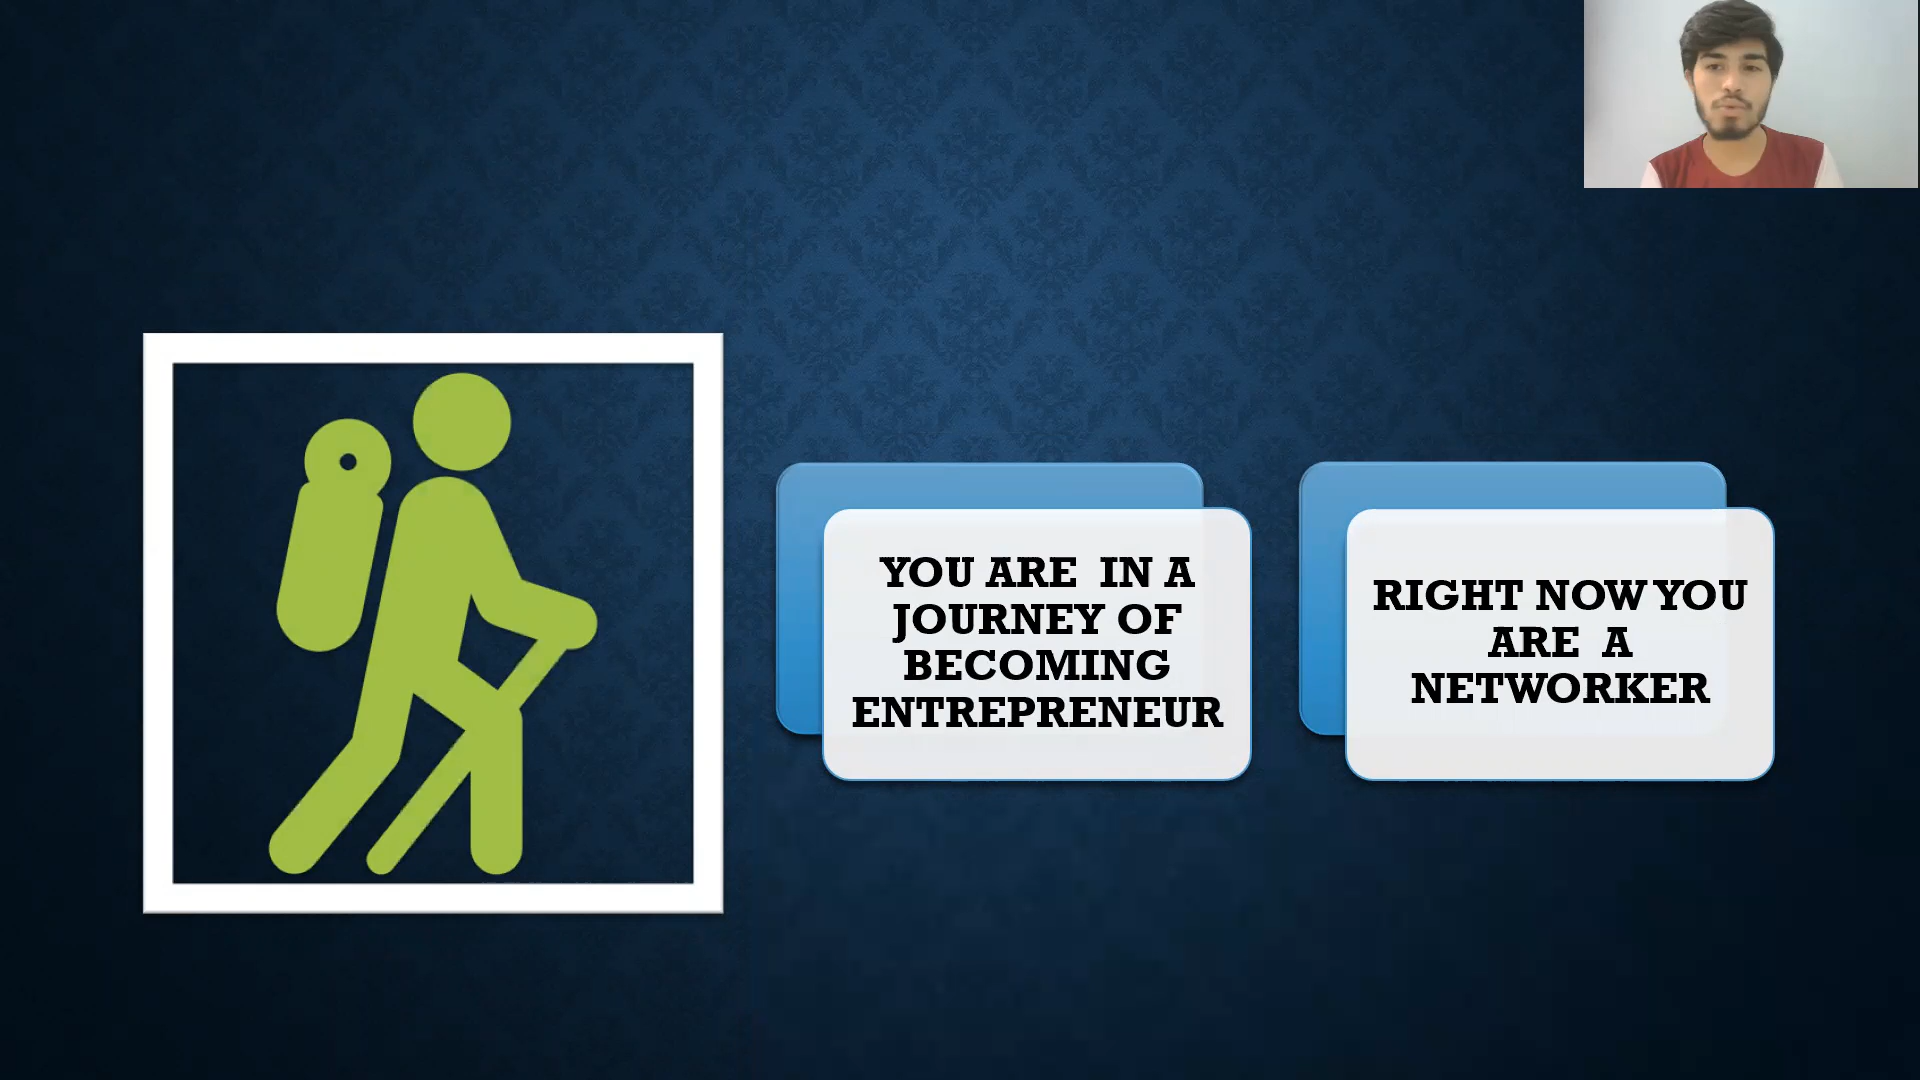 YOU ARE IN A
JOURNEY OF
BECOMING
ENTREPRENEUR
RIGHT NOW YOU
ARE A
NETWORKER